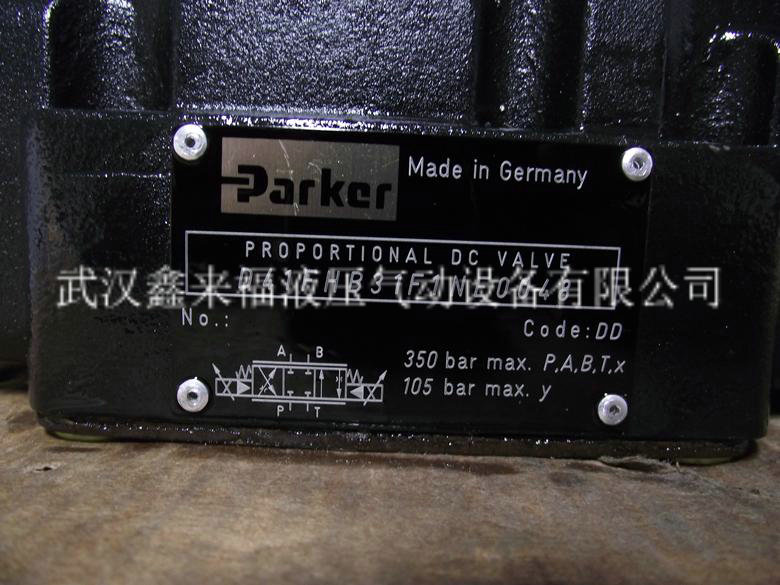 Parker
Made in Germany
PROPORTIONAL DC VALVE
武汉鑫来福液压气动设备有限公司
No.:
Code: DD
A B
350 bar max. P,A,B,T,x
105 bar max. y
P T